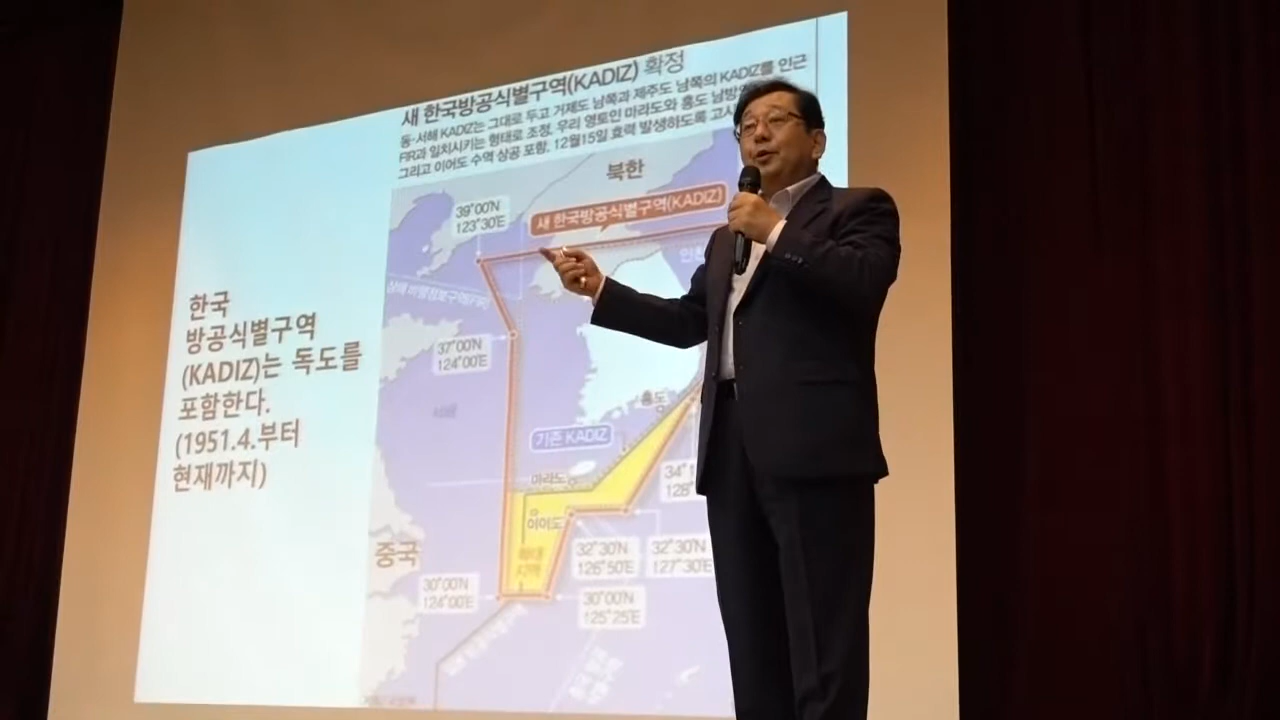 새 한국방공식별구역(KADIZ) 확정
동·서해 KADIZ는 그대로 두고 거제도 남쪽과 제주도 남쪽의 KADIZ를 인근
FIR과 일치시키는 형태로 조정. 우리 영토인 마라도와 홍도 남방의
그리고 이어도 수역 상공 포함. 12월15일 효력 발생하도록 고시
북한
39°00'N
123°30'E
새 한국방공식별구역(KADIZ)
인천
한국
방공식별구역
(KADIZ)는 독도를
포함한다.
(1951.4.부터
현재까지)
37°00'N
124°00'E
홍도
기존 KADIZ
마라도
이어도
34°1
128°
중국
32°30'N
126°50'E
32°30'N
127°30'E
30°00'N
124°00'E
30°00'N
125°25'E